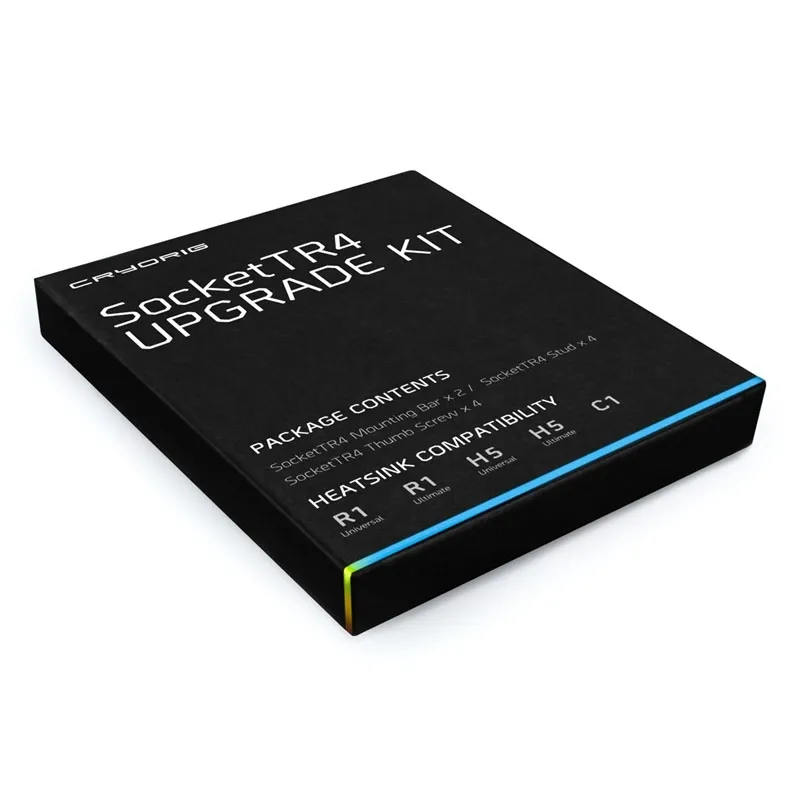 CRYORIG
SocketTR4
UPGRADE KIT
PACKAGE CONTENTS
SocketTR4 Mounting Bar x 2 / SocketTR4 Stud x 4
SocketTR4 Thumb Screw x 4
HEATSINK COMPATIBILITY
R1 R1 H5 H5 C1
Universal Ultimate Universal Ultimate